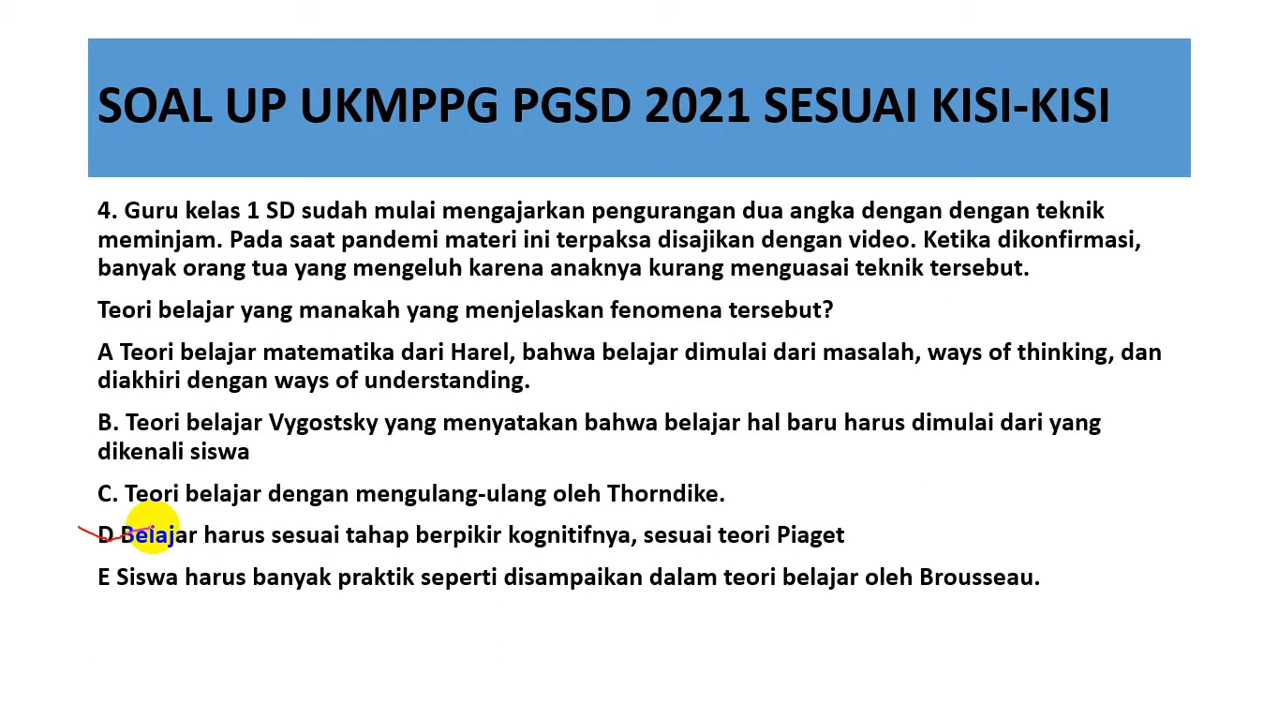 SOAL UP UKMPPG PGSD 2021 SESUAI KISI-KISI
4. Guru kelas 1 SD sudah mulai mengajarkan pengurangan dua angka dengan dengan teknik
meminjam. Pada saat pandemi materi ini terpaksa disajikan dengan video. Ketika dikonfirmasi,
banyak orang tua yang mengeluh karena anaknya kurang menguasai teknik tersebut.
Teori belajar yang manakah yang menjelaskan fenomena tersebut?
A Teori belajar matematika dari Harel, bahwa belajar dimulai dari masalah, ways of thinking, dan
diakhiri dengan ways of understanding.
B. Teori belajar Vygostsky yang menyatakan bahwa belajar hal baru harus dimulai dari yang
dikenali siswa
C. Teori belajar dengan mengulang-ulang oleh Thorndike.
D Belajar harus sesuai tahap berpikir kognitifnya, sesuai teori Piaget
E Siswa harus banyak praktik seperti disampaikan dalam teori belajar oleh Brousseau.